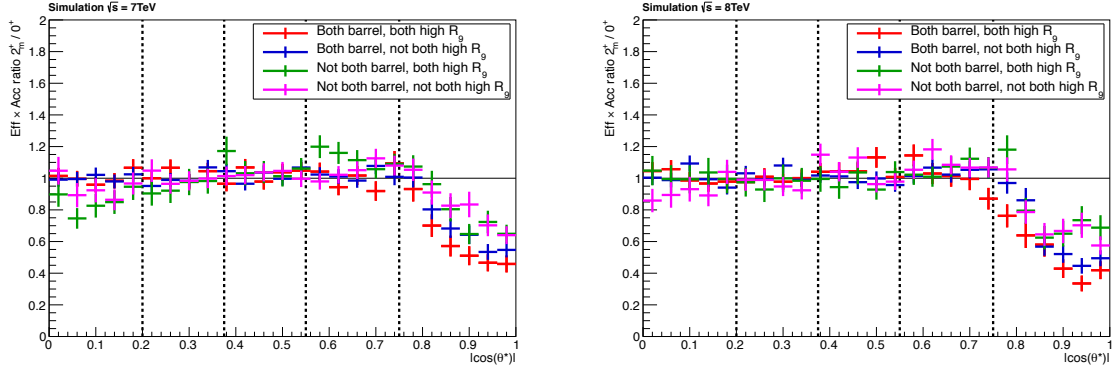 Simulation √s = 7TeV
Eff × Acc ratio 2⁺ₘ / 0⁺
2
1.8
1.6
1.4
1.2
1
0.8
0.6
0.4
0.2
0
Both barrel, both high R₉
Both barrel, not both high R₉
Not both barrel, both high R₉
Not both barrel, not both high R₉
0 0.1 0.2 0.3 0.4 0.5 0.6 0.7 0.8 0.9 1
|cos(θ*)|
Simulation √s = 8TeV
Eff × Acc ratio 2⁺ₘ / 0⁺
2
1.8
1.6
1.4
1.2
1
0.8
0.6
0.4
0.2
0
Both barrel, both high R₉
Both barrel, not both high R₉
Not both barrel, both high R₉
Not both barrel, not both high R₉
0 0.1 0.2 0.3 0.4 0.5 0.6 0.7 0.8 0.9 1
|cos(θ*)|